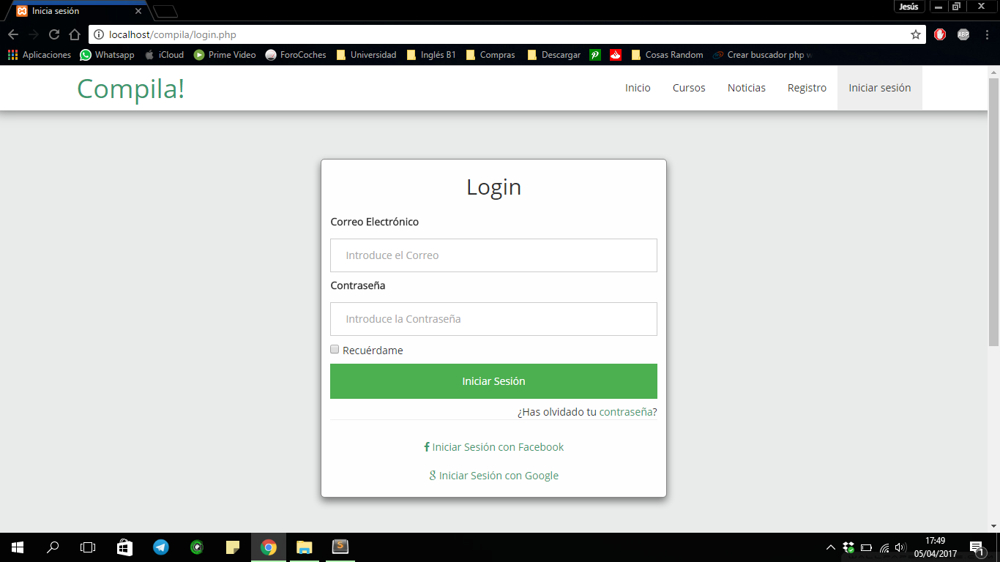 Inicia sesión
Jesús
localhost/compila/login.php
ABP
Aplicaciones
Whatsapp
iCloud
Prime Video
ForoCoches
Universidad
Inglés B1
Compras
Descargar
Cosas Random
Crear buscador php
Compila!
Inicio
Cursos
Noticias
Registro
Iniciar sesión
Login
Correo Electrónico
Introduce el Correo
Contraseña
Introduce la Contraseña
Recuérdame
Iniciar Sesión
¿Has olvidado tu contraseña?
Iniciar Sesión con Facebook
Iniciar Sesión con Google
17:49
05/04/2017
1